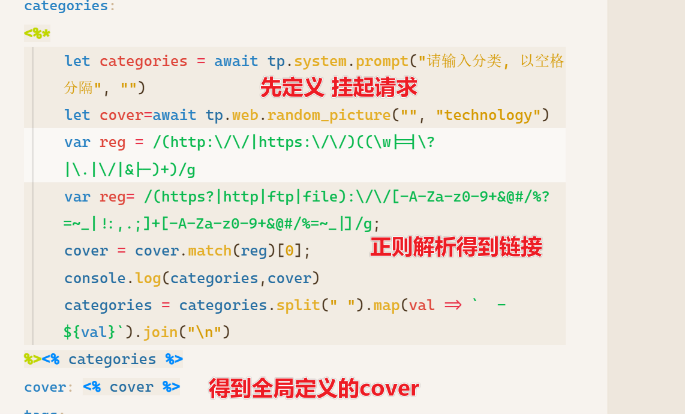 categories:
<%*
let categories = await tp.system.prompt("请输入分类, 以空格
分隔", "")
先定义 挂起请求
let cover=await tp.web.random_picture("", "technology")
var reg = /(http:\/\/|https:\/\/)((\w|=|\?
|\.|\/|&|-)+)/g
var reg= /(https?|http|ftp|file):\/\/[-A-Za-z0-9+&@#/%?
=~_|!:,.;]+[-A-Za-z0-9+&@#/%=~_|]/g;
cover = cover.match(reg)[0];
正则解析得到链接
console.log(categories,cover)
categories = categories.split(" ").map(val => `  -
${val}`).join("\n")
%><% categories %>
cover: <% cover %>
得到全局定义的cover